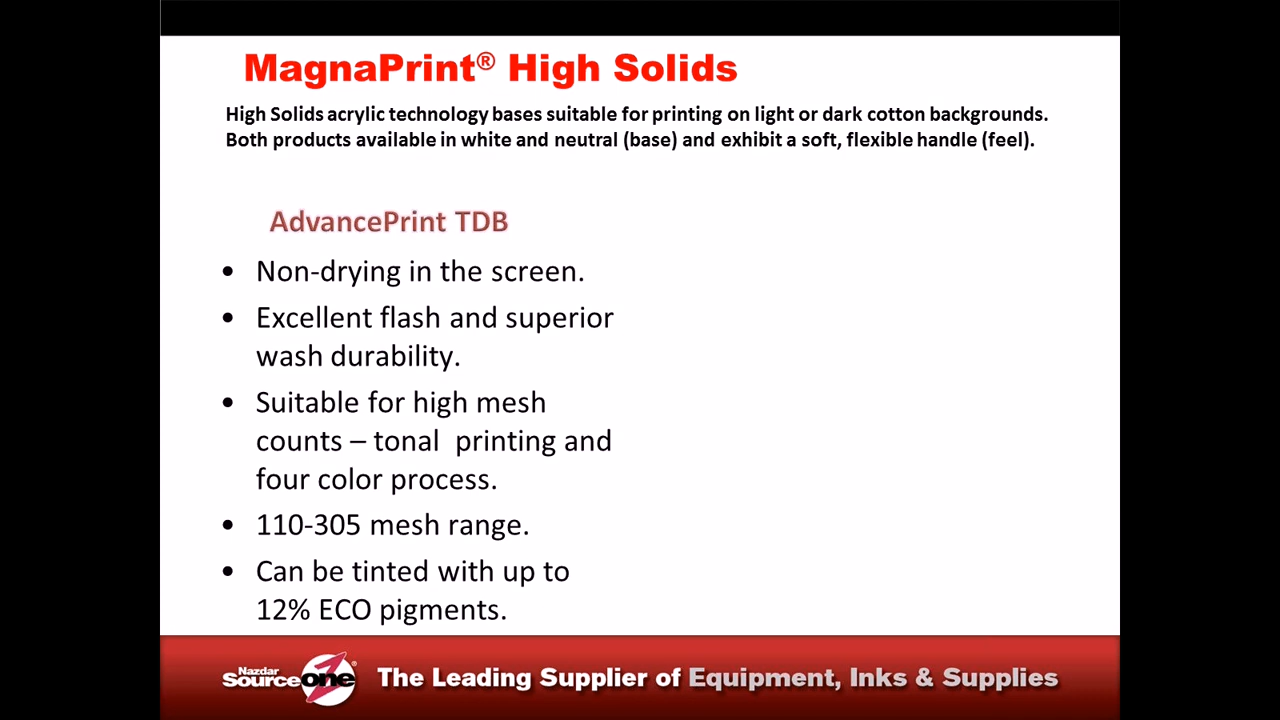 MagnaPrint® High Solids
High Solids acrylic technology bases suitable for printing on light or dark cotton backgrounds.
Both products available in white and neutral (base) and exhibit a soft, flexible handle (feel).
AdvancePrint TDB
• Non-drying in the screen.
• Excellent flash and superior
wash durability.
• Suitable for high mesh
counts – tonal  printing and
four color process.
• 110-305 mesh range.
• Can be tinted with up to
12% ECO pigments.
Nazdar
sourceone®
The Leading Supplier of Equipment, Inks & Supplies